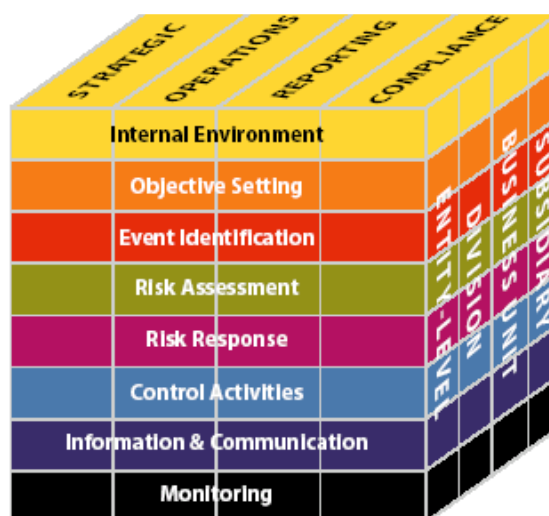 STRATEGIC
OPERATIONS
REPORTING
COMPLIANCE
Internal Environment
Objective Setting
Event Identification
Risk Assessment
Risk Response
Control Activities
Information & Communication
Monitoring
ENTITY-LEVEL
DIVISION
BUSINESS UNIT
SUBSIDIARY